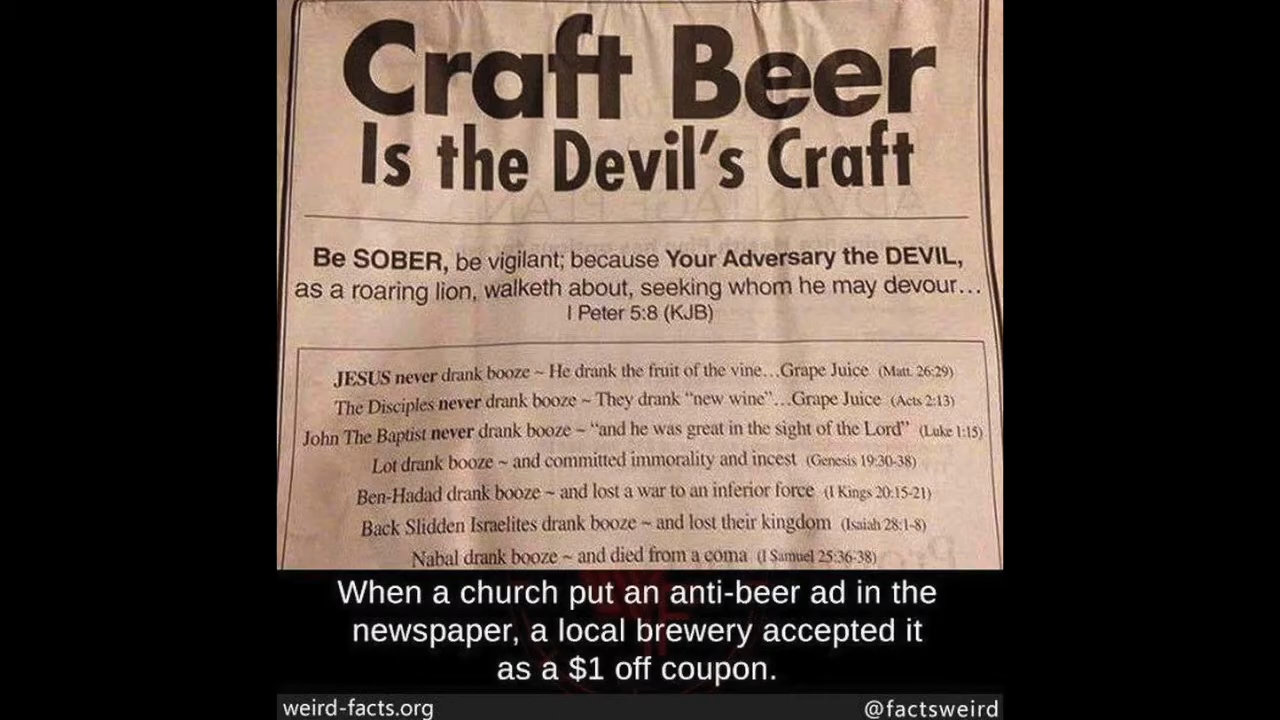 Craft Beer
Is the Devil's Craft
Be SOBER, be vigilant; because Your Adversary the DEVIL,
as a roaring lion, walketh about, seeking whom he may devour...
I Peter 5:8 (KJB)
JESUS never drank booze ~ He drank the fruit of the vine...Grape Juice (Matt. 26:29)
The Disciples never drank booze ~ They drank "new wine"...Grape Juice (Acts 2:13)
John The Baptist never drank booze ~ "and he was great in the sight of the Lord" (Luke 1:15)
Lot drank booze ~ and committed immorality and incest (Genesis 19:30-38)
Ben-Hadad drank booze ~ and lost a war to an inferior force (I Kings 20:15-21)
Back Slidden Israelites drank booze ~ and lost their kingdom (Isaiah 28:1-8)
Nabal drank booze ~ and died from a coma (I Samuel 25:36-38)
When a church put an anti-beer ad in the
newspaper, a local brewery accepted it
as a $1 off coupon.
weird-facts.org @factsweird